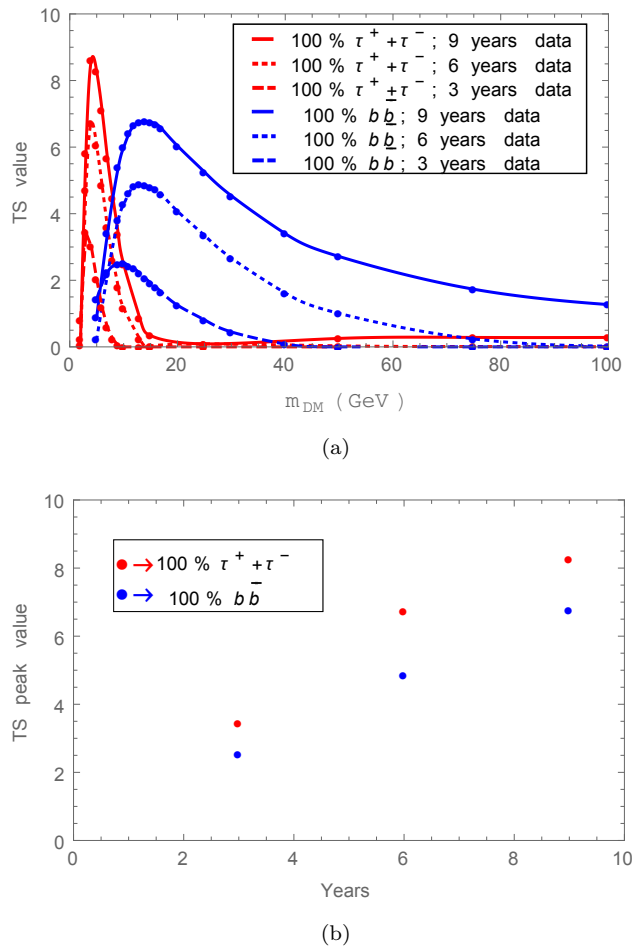 10
8
6
4
2
0
TS value
100 % τ⁺ + τ⁻ ; 9 years data
100 % τ⁺ + τ⁻ ; 6 years data
100 % τ⁺ + τ⁻ ; 3 years data
100 % b b̅ ; 9 years data
100 % b b̅ ; 6 years data
100 % b b̅ ; 3 years data
0 20 40 60 80 100
m_DM (GeV)
(a)
10
8
6
4
2
0
TS peak value
→ 100 % τ⁺ + τ⁻
→ 100 % b b̅
0 2 4 6 8 10
Years
(b)